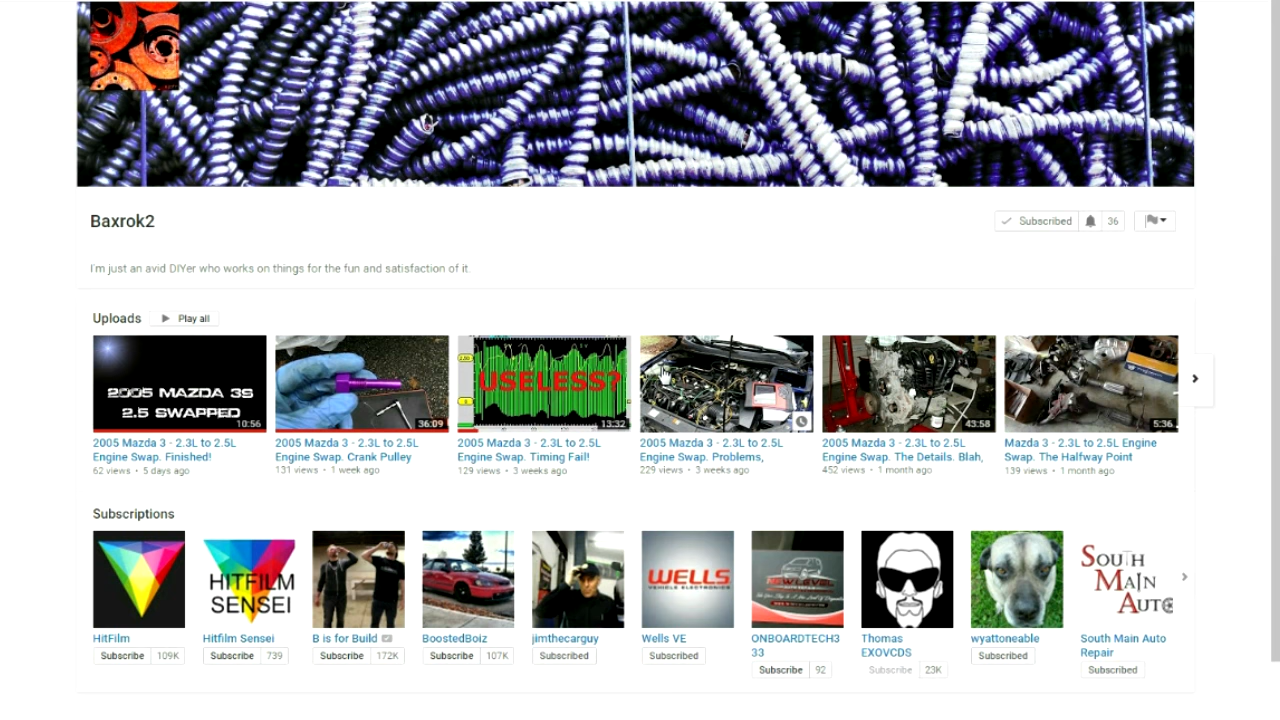 Baxrok2
Subscribed 36
I'm just an avid DIYer who works on things for the fun and satisfaction of it.
Uploads Play all
2005 MAZDA 3S
2.5 SWAPPED
10:56
36:09
USELESS?
13:32
43:58
5:36
2005 Mazda 3 - 2.3L to 2.5L
Engine Swap. Finished!
62 views • 5 days ago
2005 Mazda 3 - 2.3L to 2.5L
Engine Swap. Crank Pulley
131 views • 1 week ago
2005 Mazda 3 - 2.3L to 2.5L
Engine Swap. Timing Fail!
129 views • 3 weeks ago
2005 Mazda 3 - 2.3L to 2.5L
Engine Swap. Problems,
229 views • 3 weeks ago
2005 Mazda 3 - 2.3L to 2.5L
Engine Swap. The Details. Blah,
452 views • 1 month ago
Mazda 3 - 2.3L to 2.5L Engine
Swap. The Halfway Point
139 views • 1 month ago
Subscriptions
HITFILM
SENSEI
WELLS
VEHICLE ELECTRONICS
SOUTH
MAIN
AUTO
HitFilm
Subscribe 109K
Hitfilm Sensei
Subscribe 739
B is for Build
Subscribe 172K
BoostedBoiz
Subscribe 107K
jimthecarguy
Subscribed
Wells VE
Subscribed
ONBOARDTECH3
33
Subscribe 92
Thomas
EXOVCDS
Subscribe 23K
wyattoneable
Subscribed
South Main Auto
Repair
Subscribed